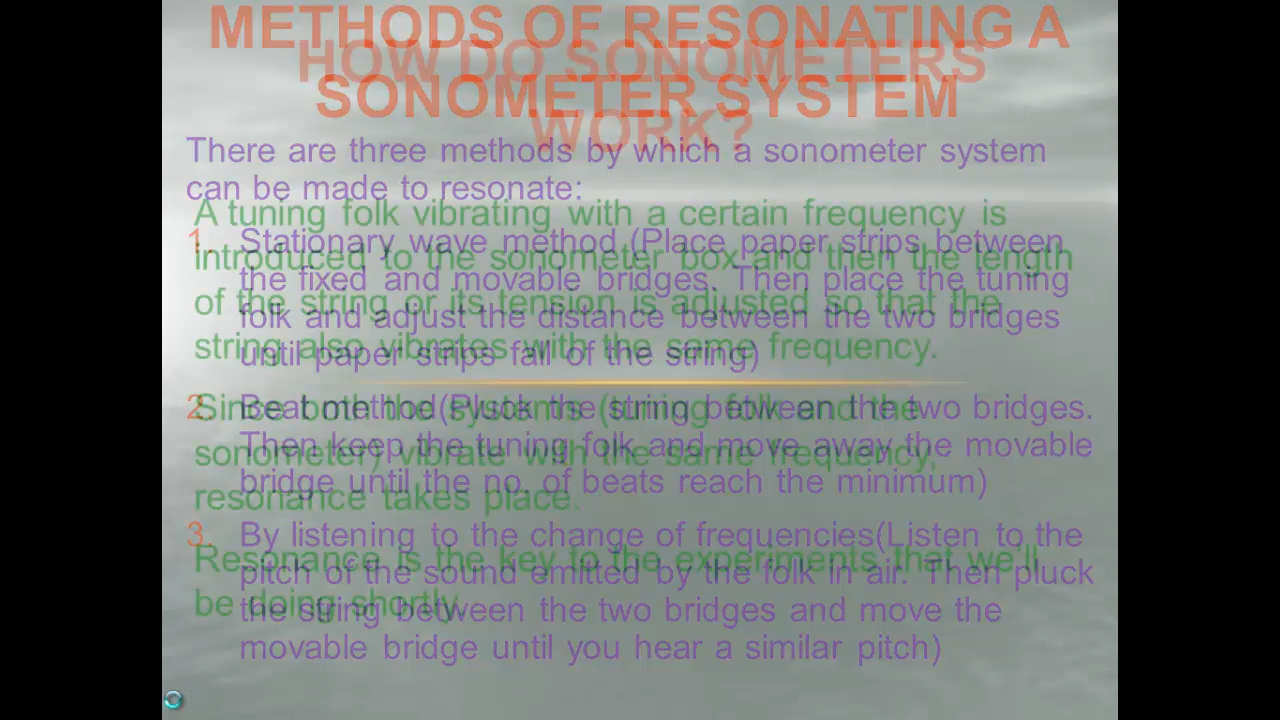 METHODS OF RESONATING A
SONOMETER SYSTEM
There are three methods by which a sonometer system
can be made to resonate:
1. Stationary wave method (Place paper strips between
the fixed and movable bridges. Then place the tuning
folk and adjust the distance between the two bridges
until paper strips fall of the string)
2. Beat method(Pluck the string between the two bridges.
Then keep the tuning folk and move away the movable
bridge until the no. of beats reach the minimum)
3. By listening to the change of frequencies(Listen to the
pitch of the sound emitted by the folk in air. Then pluck
the string between the two bridges and move the
movable bridge until you hear a similar pitch)
HOW DO SONOMETERS
WORK?
A tuning folk vibrating with a certain frequency is
introduced to the sonometer box and then the length
of the string or its tension is adjusted so that the
string also vibrates with the same frequency.
Since both the systems (tuning folk and the
sonometer) vibrate with the same frequency,
resonance takes place.
Resonance is the key to the experiments that we'll
be doing shortly.